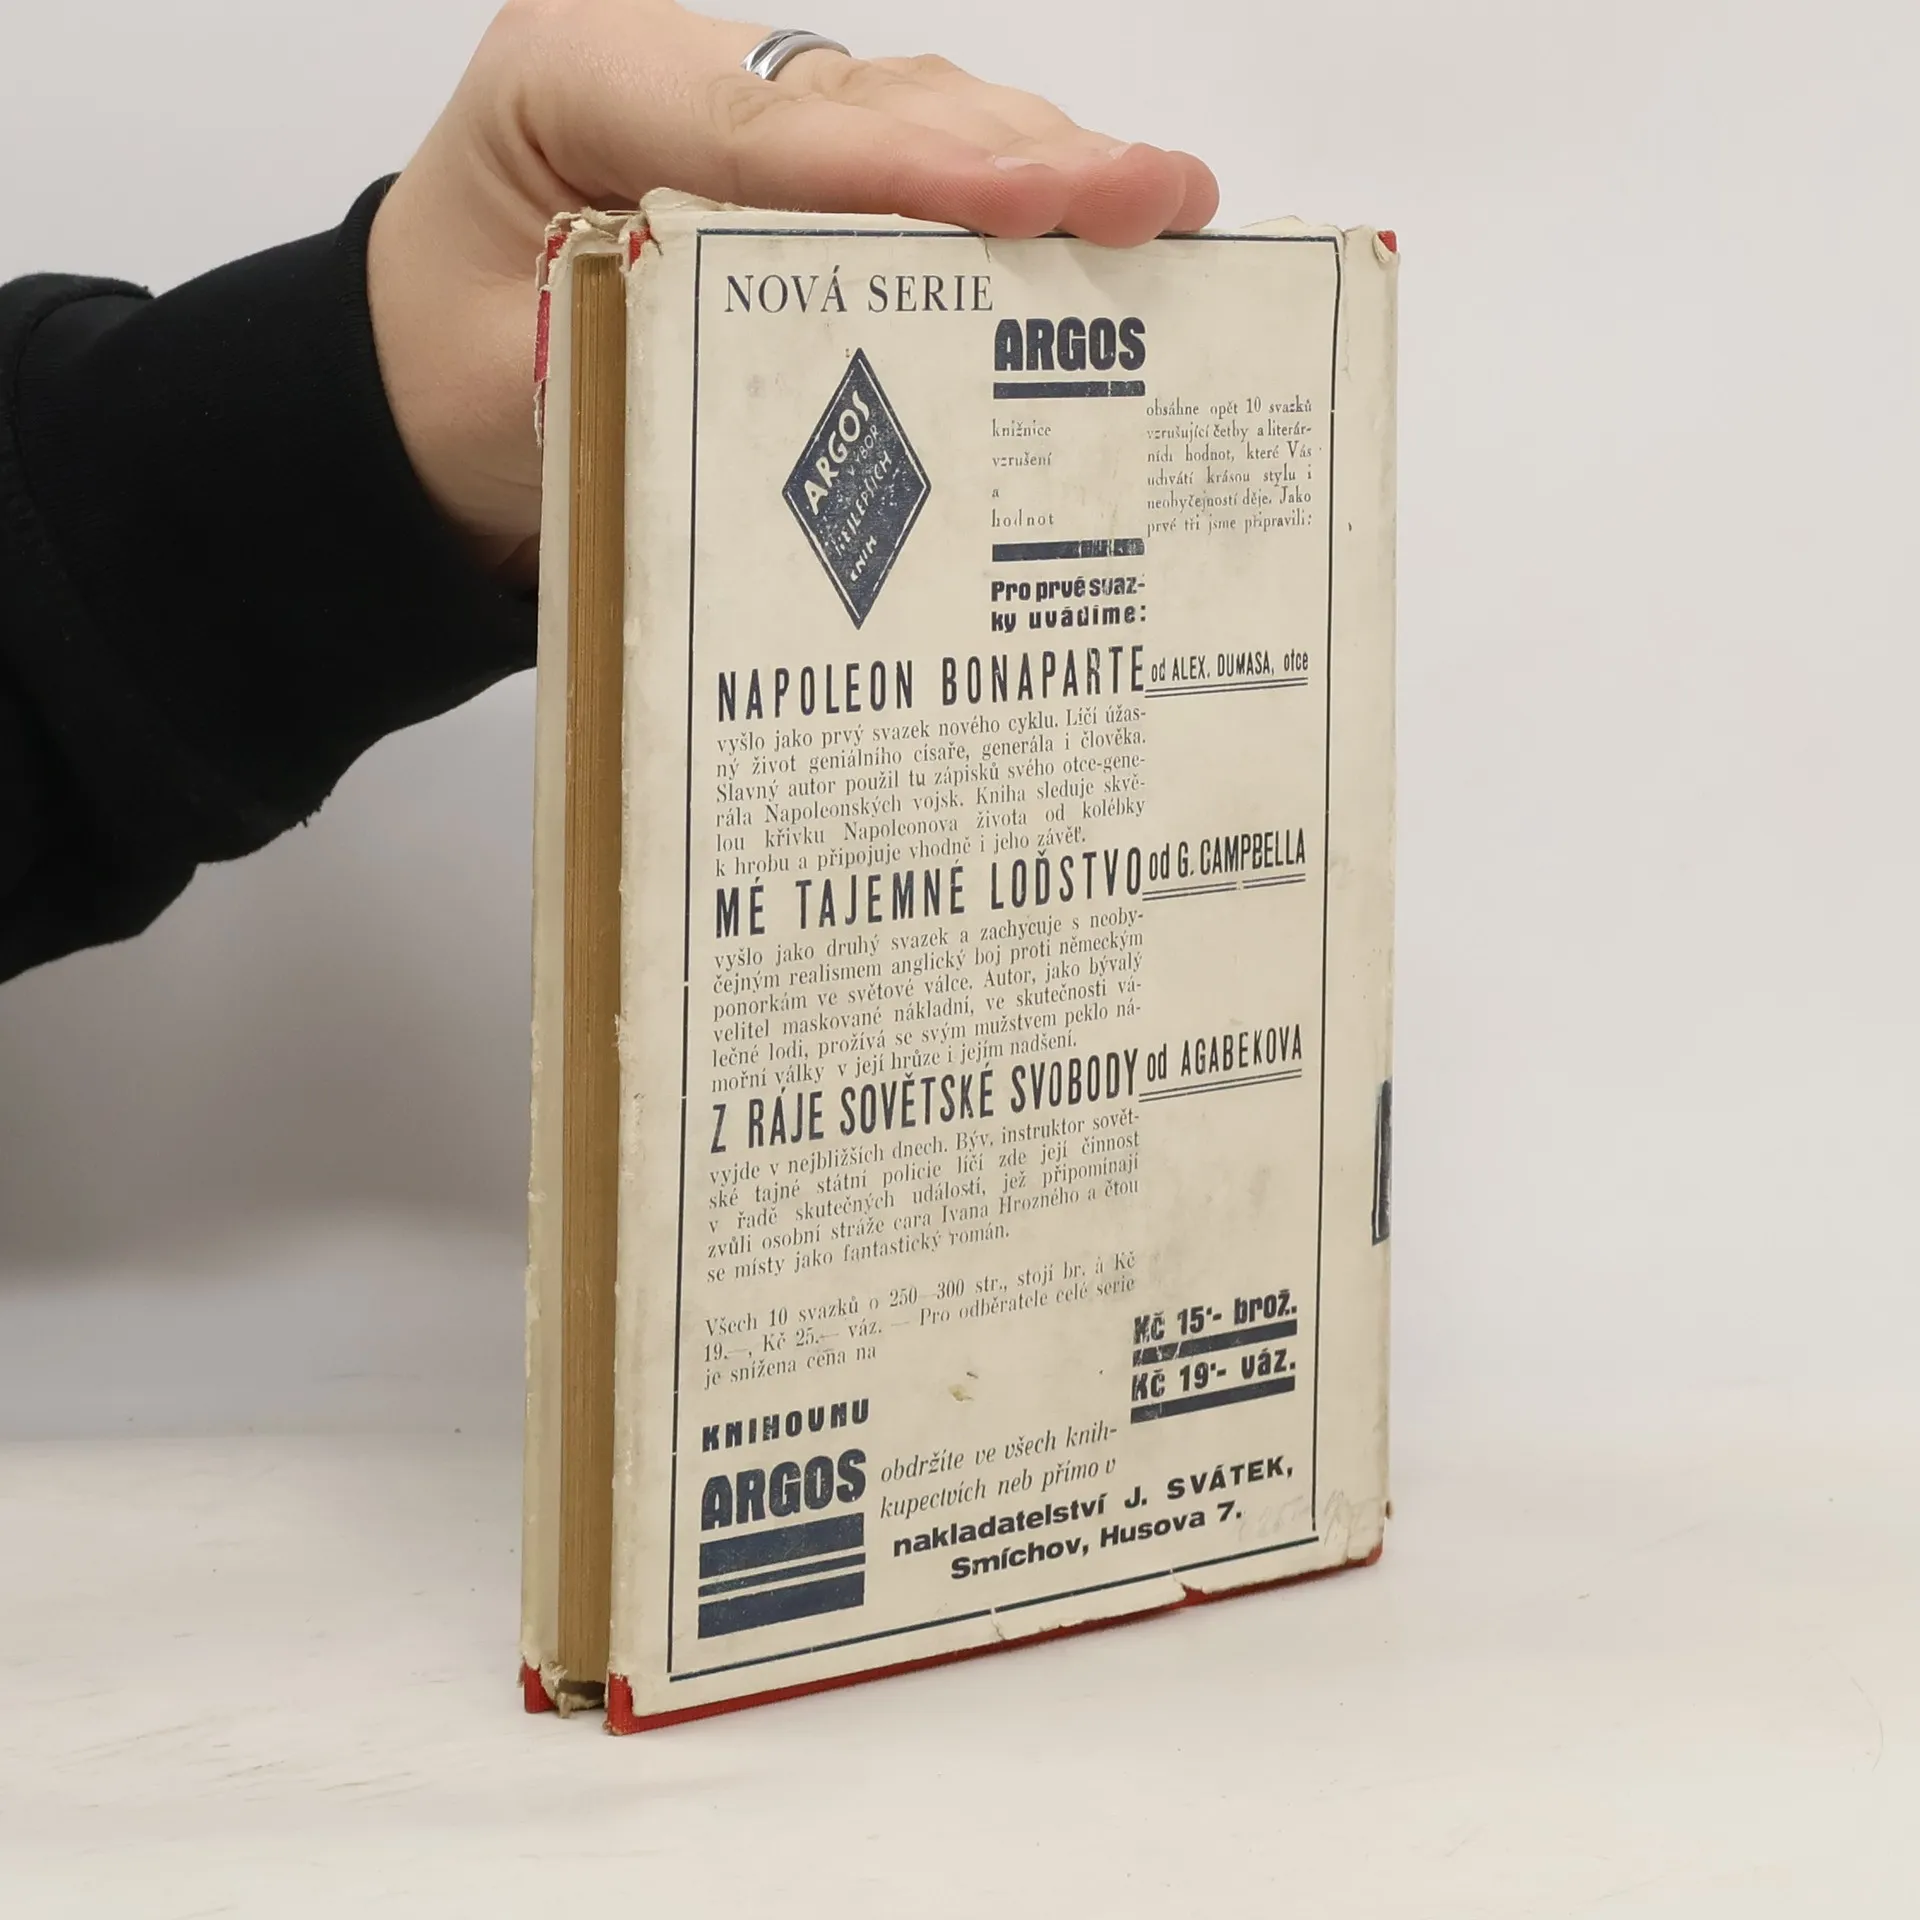 NOVÁ SERIE
ARGOS
ARGOS
VÝBOR
NEJLEPŠÍCH
KNIH
knižnice
vzrušení
a
hodnot
obsáhne opět 10 svazků
vzrušující četby a literár-
ních hodnot, které Vás
uchvátí krásou stylu i
neobyčejností děje. Jako
prvé tři jsme připravili:
Pro prvé svaz-
ky uvádíme:
NAPOLEON BONAPARTE od ALEX. DUMASA, otce
vyšlo jako prvý svazek nového cyklu. Líčí úžas-
ný život geniálního císaře, generála i člověka.
Slavný autor použil tu zápisků svého otce-gene-
rála Napoleonských vojsk. Kniha sleduje skvě-
lou křivku Napoleonova života od kolébky
k hrobu a připojuje vhodně i jeho závěť.
MÉ TAJEMNÉ LOĎSTVO od G. CAMPBELLA
vyšlo jako druhý svazek a zachycuje s neoby-
čejným realismem anglický boj proti německým
ponorkám ve světové válce. Autor, jako bývalý
velitel maskované nákladní, ve skutečnosti vá-
lečné lodi, prožívá se svým mužstvem peklo ná-
mořní války v její hrůze i jejím nadšení.
Z RÁJE SOVĚTSKÉ SVOBODY od AGABEKOVA
vyjde v nejbližších dnech. Býv. instruktor sovět-
ské tajné státní policie líčí zde její činnost
v řadě skutečných událostí, jež připomínají
zvůli osobní stráže cara Ivana Hrozného a čtou
se místy jako fantastický román.
Všech 10 svazků o 250—300 str., stojí br. à Kč
19.—, Kč 25.— váz. — Pro odběratele celé serie
je snížena cena na
Kč 15·- brož.
Kč 19·- váz.
KNIHOVNU
ARGOS
obdržíte ve všech knih-
kupectvích neb přímo v
nakladatelství J. SVÁTEK,
Smíchov, Husova 7.